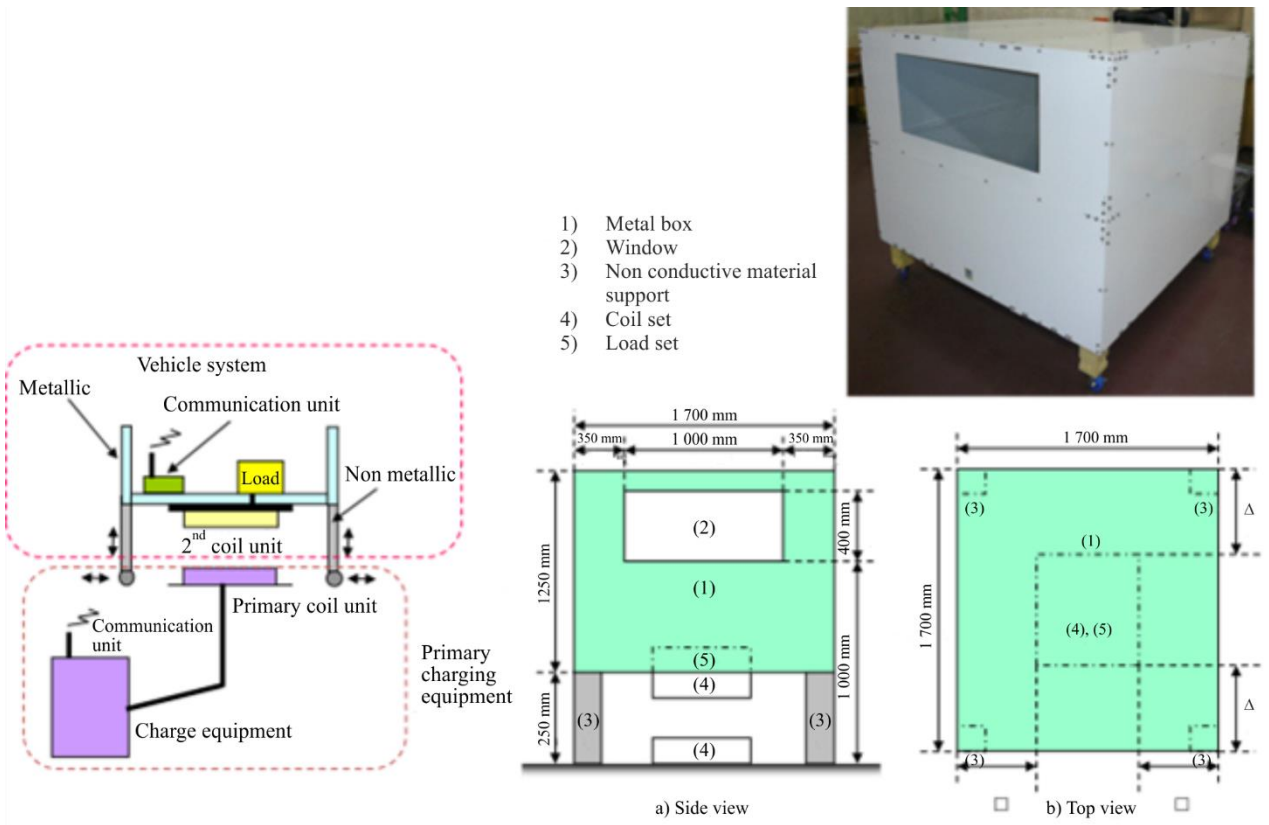 1) Metal box
2) Window
3) Non conductive material
support
4) Coil set
5) Load set
Vehicle system
Metallic
Communication unit
Load
Non metallic
2nd coil unit
Primary coil unit
Communication
unit
Primary
charging
equipment
Charge equipment
1 700 mm
350 mm
1 000 mm
350 mm
(2)
400 mm
1250 mm
(1)
1 000 mm
(5)
(4)
250 mm
(3)
(3)
(4)
a) Side view
1 700 mm
(3)
(3)
Δ
(1)
1 700 mm
(4), (5)
Δ
(3)
(3)
b) Top view